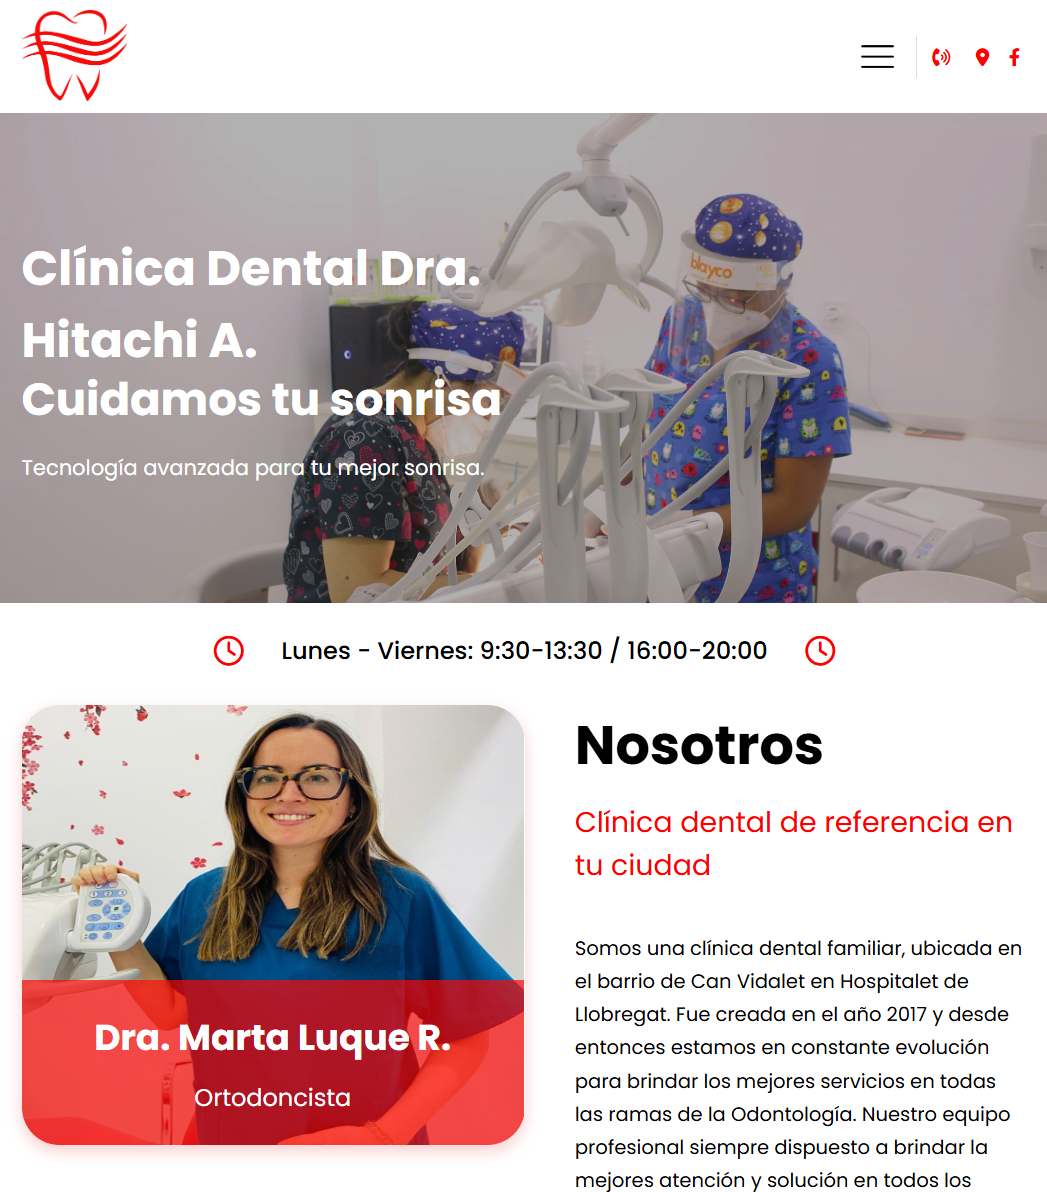 Clínica Dental Dra.
Hitachi A.
Cuidamos tu sonrisa
Tecnología avanzada para tu mejor sonrisa.
blayco
Lunes - Viernes: 9:30-13:30 / 16:00-20:00
Dra. Marta Luque R.
Ortodoncista
Nosotros
Clínica dental de referencia en
tu ciudad
Somos una clínica dental familiar, ubicada en
el barrio de Can Vidalet en Hospitalet de
Llobregat. Fue creada en el año 2017 y desde
entonces estamos en constante evolución
para brindar los mejores servicios en todas
las ramas de la Odontología. Nuestro equipo
profesional siempre dispuesto a brindar la
mejores atención y solución en todos los